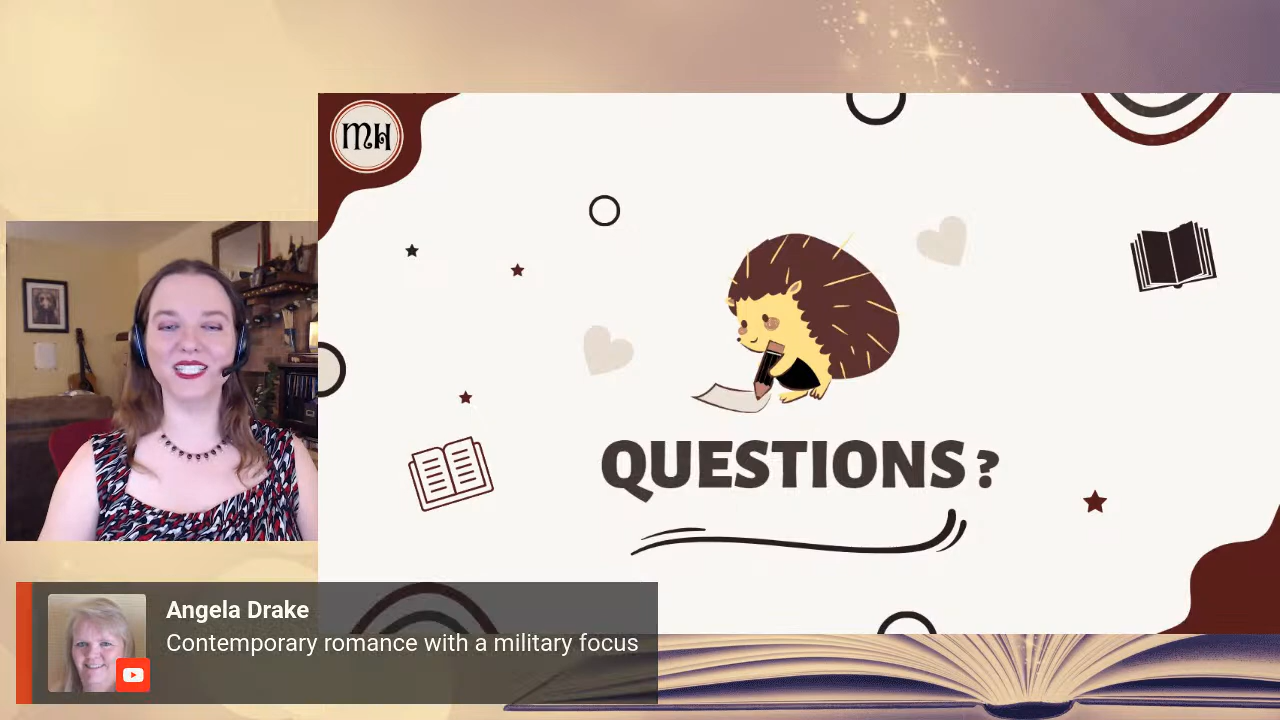 MH
QUESTIONS?
Angela Drake
Contemporary romance with a military focus